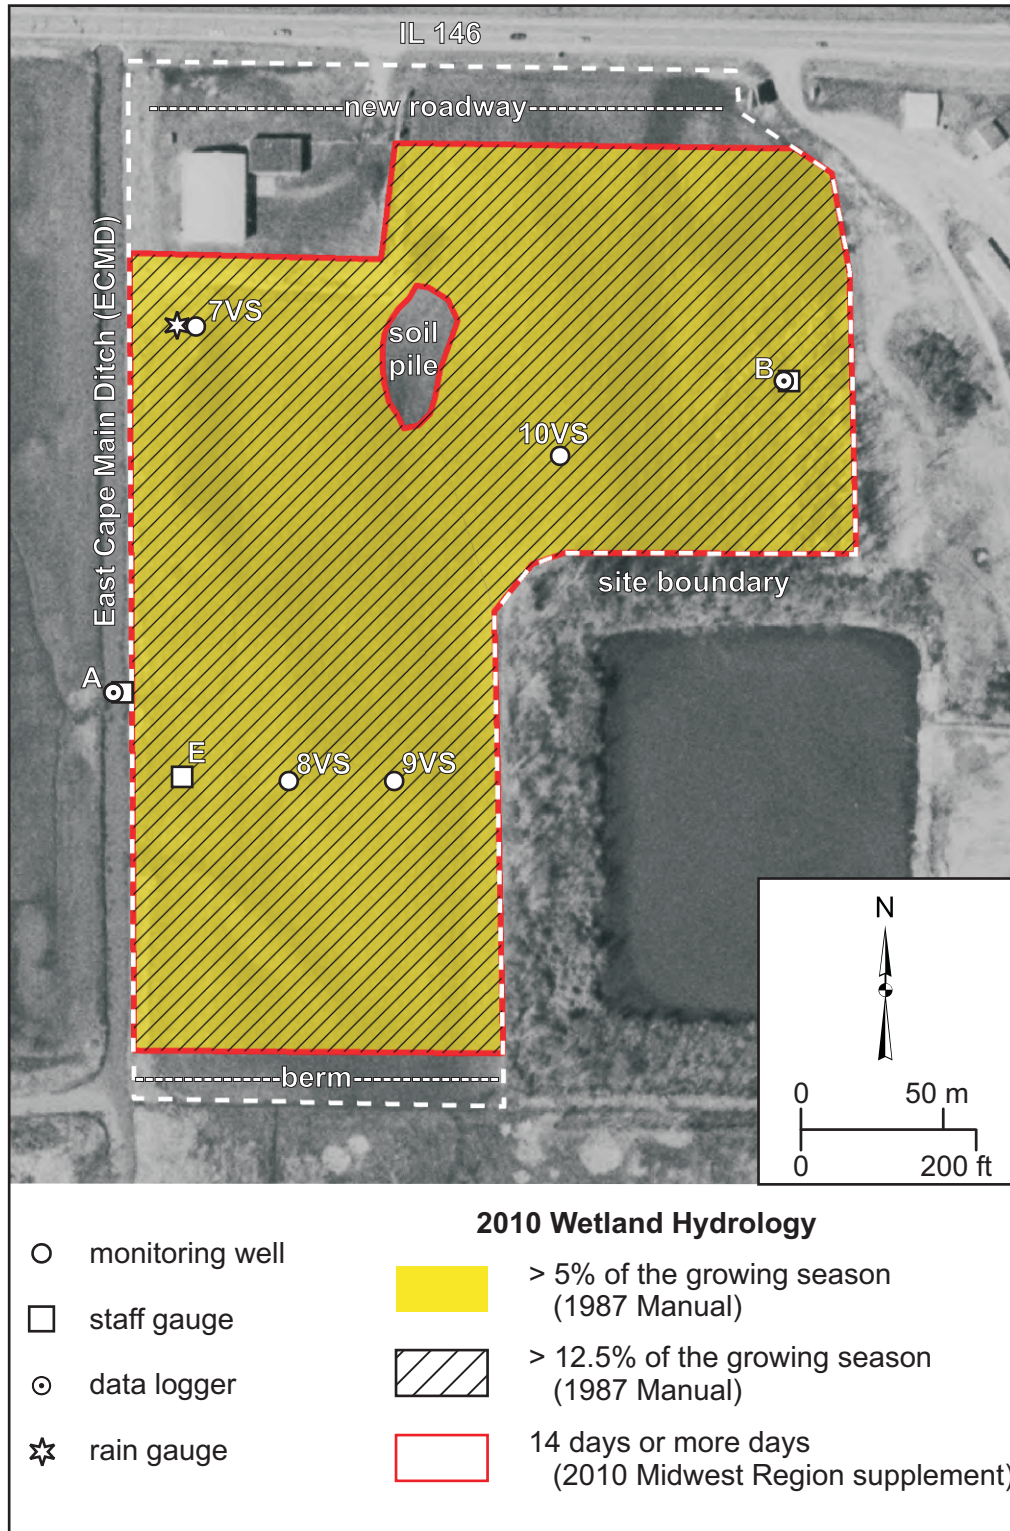 IL 146
new roadway
East Cape Main Ditch (ECMD)
7VS
soil
pile
B
10VS
site boundary
A
E
8VS
9VS
berm
N
0 50 m
0 200 ft
2010 Wetland Hydrology
monitoring well
staff gauge
data logger
rain gauge
> 5% of the growing season
(1987 Manual)
> 12.5% of the growing season
(1987 Manual)
14 days or more days
(2010 Midwest Region supplement)